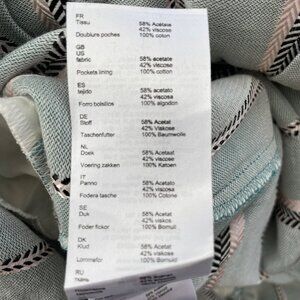 FR
Tissu 58% Acetate
42% viscose
Doublure poches 100% coton
GB
US
fabric 58% acetate
42% viscose
Pockets lining 100% cotton
ES
tejido 58% acetate
42% viscosa
Forro bolsillos 100% algodon
DE
Stoff 58% Acetat
42% Viskose
Taschenfutter 100% Baumwolle
NL
Doek 58% Acetaat
42% Viscose
Voering zakken 100% Katoen
IT
Panno 58% Acetato
42% Viscosa
Fodera tasche 100% Cotone
SE
Duk 58% Acetat
42% Viskos
Foder fickor 100% Bomull
DK
Klud 58% Acetat
42% Viskose
Lommefor 100% Bomuld
RU